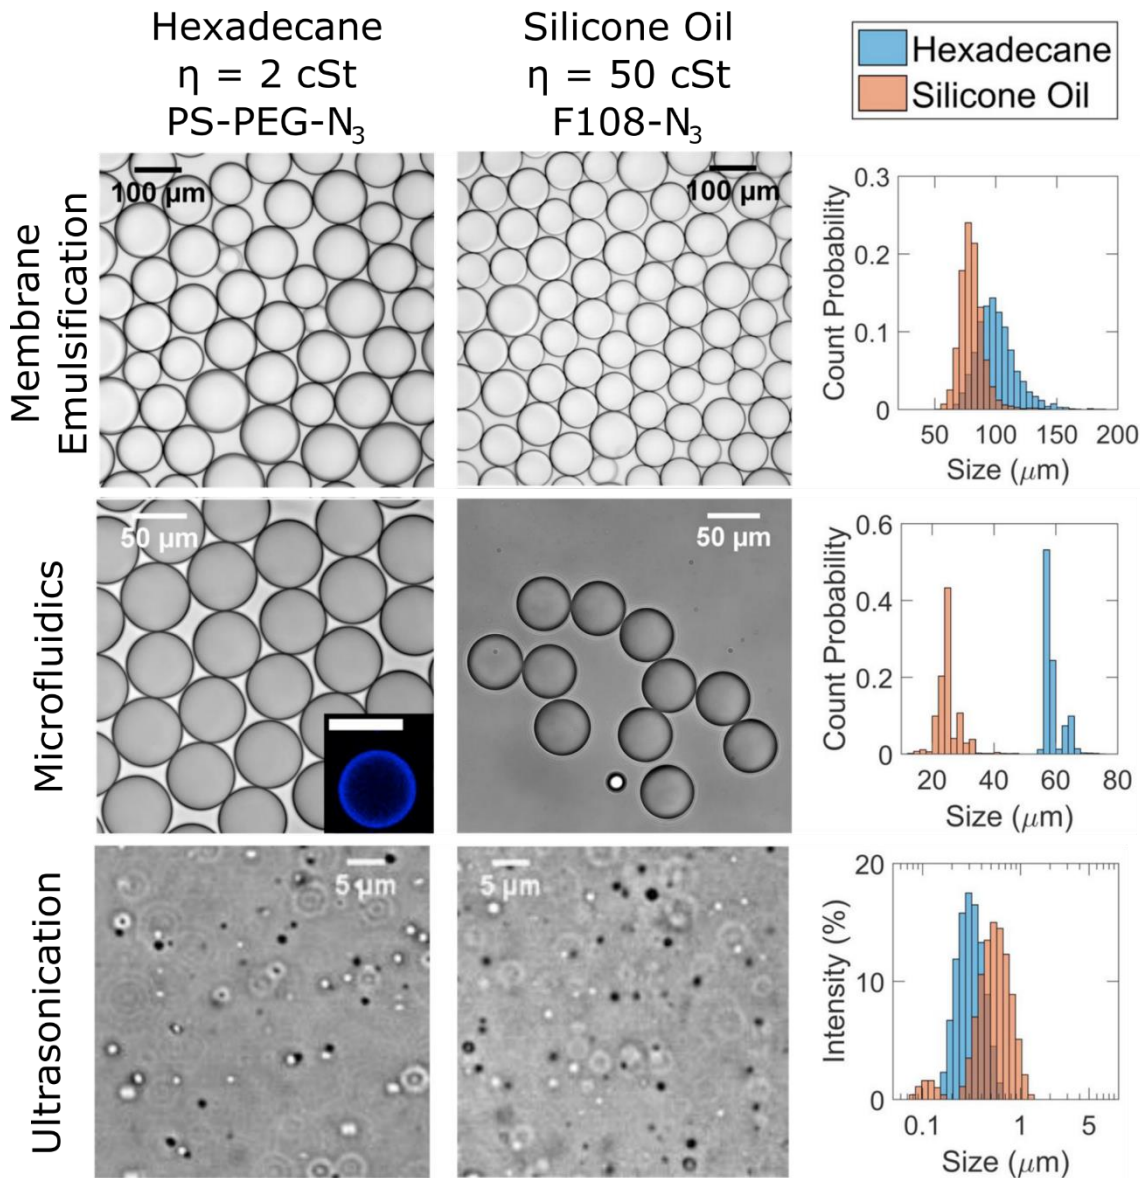 Hexadecane
η = 2 cSt
PS-PEG-N₃
Silicone Oil
η = 50 cSt
F108-N₃
Hexadecane
Silicone Oil
Membrane
Emulsification
100 µm
100 µm
Count Probability
0.3
0.2
0.1
0
50 100 150 200
Size (µm)
Microfluidics
50 µm
50 µm
Count Probability
0.6
0.4
0.2
0
20 40 60 80
Size (µm)
Ultrasonication
5 µm
5 µm
Intensity (%)
20
10
0
0.1 1 5
Size (µm)